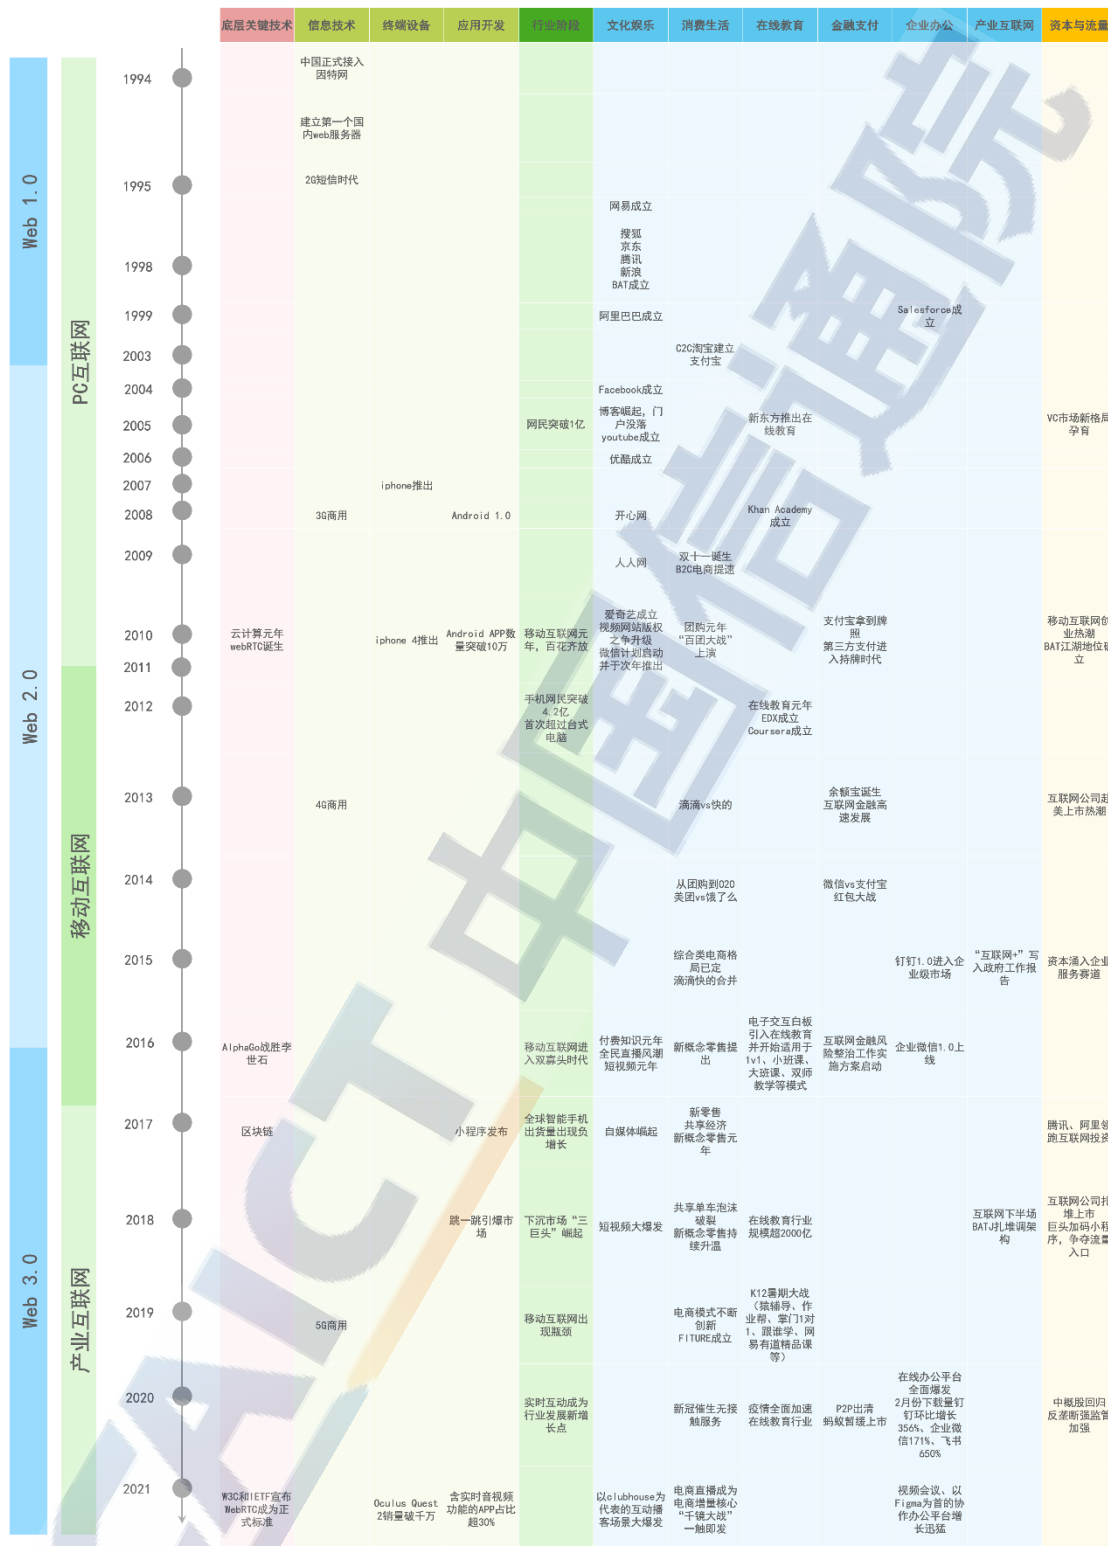 底层关键技术
信息技术
终端设备
应用开发
行业阶段
文化娱乐
消费生活
在线教育
金融支付
企业办公
产业互联网
资本与流量
Web 1.0
Web 2.0
Web 3.0
PC互联网
移动互联网
产业互联网
1994
中国正式接入
因特网
建立第一个国
内web服务器
1995
2G短信时代
网易成立
1998
搜狐
京东
腾讯
新浪
BAT成立
1999
阿里巴巴成立
Salesforce成
立
2003
C2C淘宝建立
支付宝
2004
Facebook成立
2005
网民突破1亿
博客崛起，门
户没落
youtube成立
新东方推出在
线教育
VC市场新格局
孕育
2006
优酷成立
2007
iphone推出
2008
3G商用
Android 1.0
开心网
Khan Academy
成立
2009
人人网
双十一诞生
B2C电商提速
2010
云计算元年
webRTC诞生
iphone 4推出
Android APP数
量突破10万
移动互联网元
年，百花齐放
爱奇艺成立
视频网站版权
之争升级
微信计划启动
并于次年推出
团购元年
“百团大战”
上演
支付宝拿到牌
照
第三方支付进
入持牌时代
移动互联网创
业热潮
BAT江湖地位确
立
2011
2012
手机网民突破
4.2亿
首次超过台式
电脑
在线教育元年
EDX成立
Coursera成立
2013
4G商用
滴滴vs快的
余额宝诞生
互联网金融高
速发展
互联网公司赴
美上市热潮
2014
从团购到O2O
美团vs饿了么
微信vs支付宝
红包大战
2015
综合类电商格
局已定
滴滴快的合并
钉钉1.0进入企
业级市场
“互联网+”写
入政府工作报
告
资本涌入企业
服务赛道
2016
AlphaGo战胜李
世石
移动互联网进
入双寡头时代
付费知识元年
全民直播风潮
短视频元年
新概念零售提
出
电子交互白板
引入在线教育
并开始适用于
1v1、小班课、
大班课、双师
教学等模式
互联网金融风
险整治工作实
施方案启动
企业微信1.0上
线
2017
区块链
小程序发布
全球智能手机
出货量出现负
增长
自媒体崛起
新零售
共享经济
新概念零售元
年
腾讯、阿里领
跑互联网投资
2018
跳一跳引爆市
场
下沉市场“三
巨头”崛起
短视频大爆发
共享单车泡沫
破裂
新概念零售持
续升温
在线教育行业
规模超2000亿
互联网下半场
BATJ扎堆调架
构
互联网公司扎
堆上市
巨头加码小程
序，争夺流量
入口
2019
5G商用
移动互联网出
现瓶颈
电商模式不断
创新
FITURE成立
K12暑期大战
（猿辅导、作
业帮、掌门1对
1、跟谁学、网
易有道精品课
等）
2020
实时互动成为
行业发展新增
长点
新冠催生无接
触服务
疫情全面加速
在线教育行业
P2P出清
蚂蚁暂缓上市
在线办公平台
全面爆发
2月份下载量钉
钉环比增长
356%、企业微
信171%、飞书
650%
中概股回归
反垄断强监管
加强
2021
W3C和IETF宣布
WebRTC成为正
式标准
Oculus Quest
2销量破千万
含实时音视频
功能的APP占比
超30%
以clubhouse为
代表的互动播
客场景大爆发
电商直播成为
电商增量核心
“千镜大战”
一触即发
视频会议、以
Figma为首的协
作办公平台增
长迅猛
CAICT 中国信通院